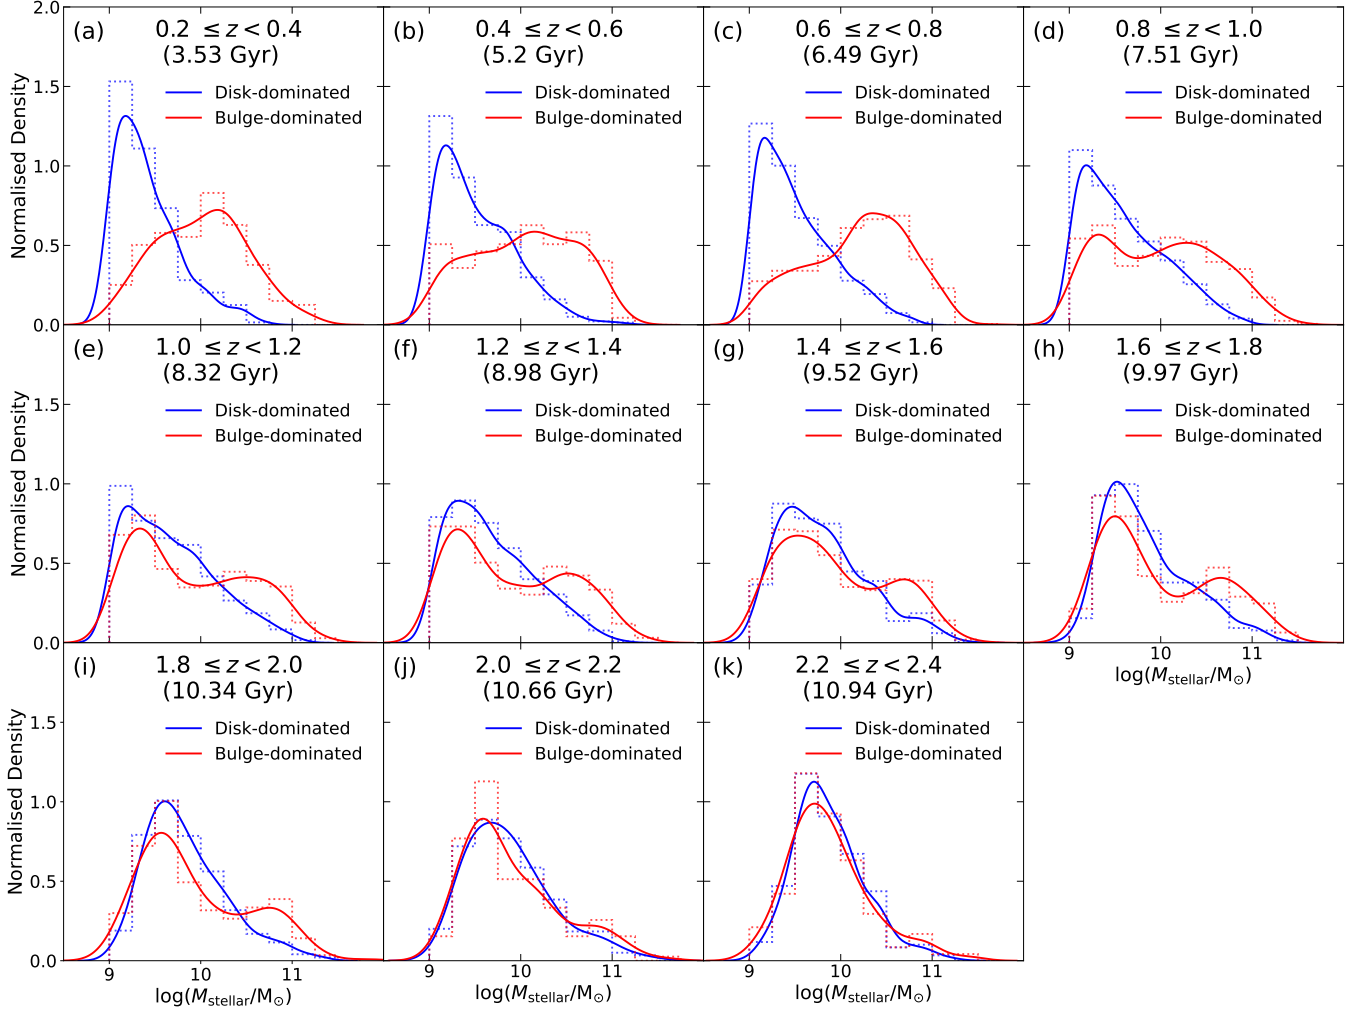 (a) 0.2 ≤ z < 0.4
(3.53 Gyr)
Disk-dominated
Bulge-dominated
(b) 0.4 ≤ z < 0.6
(5.2 Gyr)
Disk-dominated
Bulge-dominated
(c) 0.6 ≤ z < 0.8
(6.49 Gyr)
Disk-dominated
Bulge-dominated
(d) 0.8 ≤ z < 1.0
(7.51 Gyr)
Disk-dominated
Bulge-dominated
2.0
1.5
1.0
0.5
0.0
Normalised Density
(e) 1.0 ≤ z < 1.2
(8.32 Gyr)
Disk-dominated
Bulge-dominated
(f) 1.2 ≤ z < 1.4
(8.98 Gyr)
Disk-dominated
Bulge-dominated
(g) 1.4 ≤ z < 1.6
(9.52 Gyr)
Disk-dominated
Bulge-dominated
(h) 1.6 ≤ z < 1.8
(9.97 Gyr)
Disk-dominated
Bulge-dominated
1.5
1.0
0.5
0.0
Normalised Density
9 10 11
log(M_stellar/M_⊙)
(i) 1.8 ≤ z < 2.0
(10.34 Gyr)
Disk-dominated
Bulge-dominated
(j) 2.0 ≤ z < 2.2
(10.66 Gyr)
Disk-dominated
Bulge-dominated
(k) 2.2 ≤ z < 2.4
(10.94 Gyr)
Disk-dominated
Bulge-dominated
1.5
1.0
0.5
0.0
Normalised Density
9 10 11
log(M_stellar/M_⊙)
9 10 11
log(M_stellar/M_⊙)
9 10 11
log(M_stellar/M_⊙)